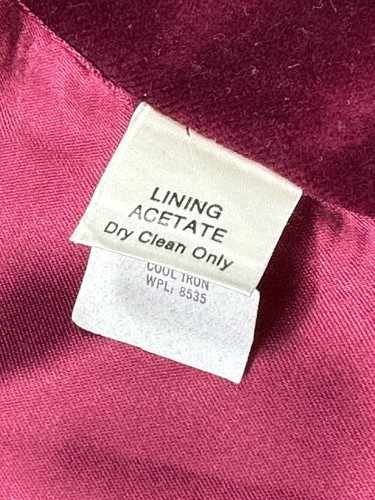 LINING
ACETATE
Dry Clean Only
COOL IRON
WPL: 8535